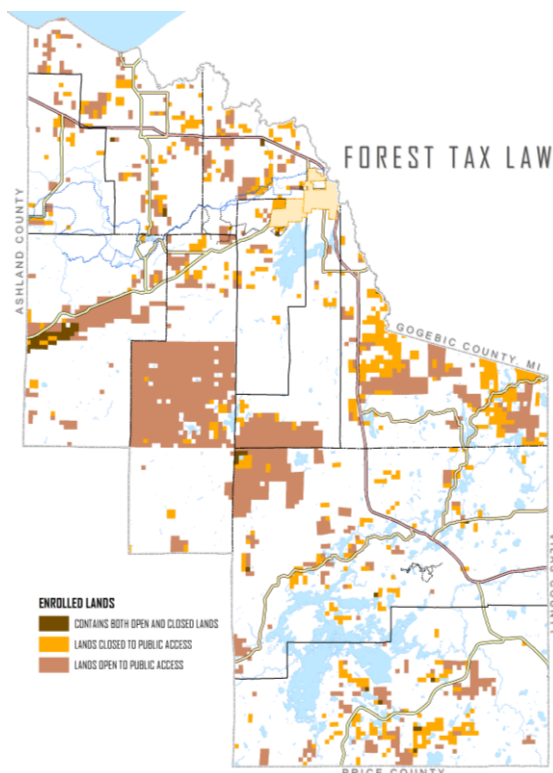 FOREST TAX LAW
ASHLAND COUNTY
GOGEBIC COUNTY, MI
ENROLLED LANDS
CONTAINS BOTH OPEN AND CLOSED LANDS
LANDS CLOSED TO PUBLIC ACCESS
LANDS OPEN TO PUBLIC ACCESS
PRICE COUNTY